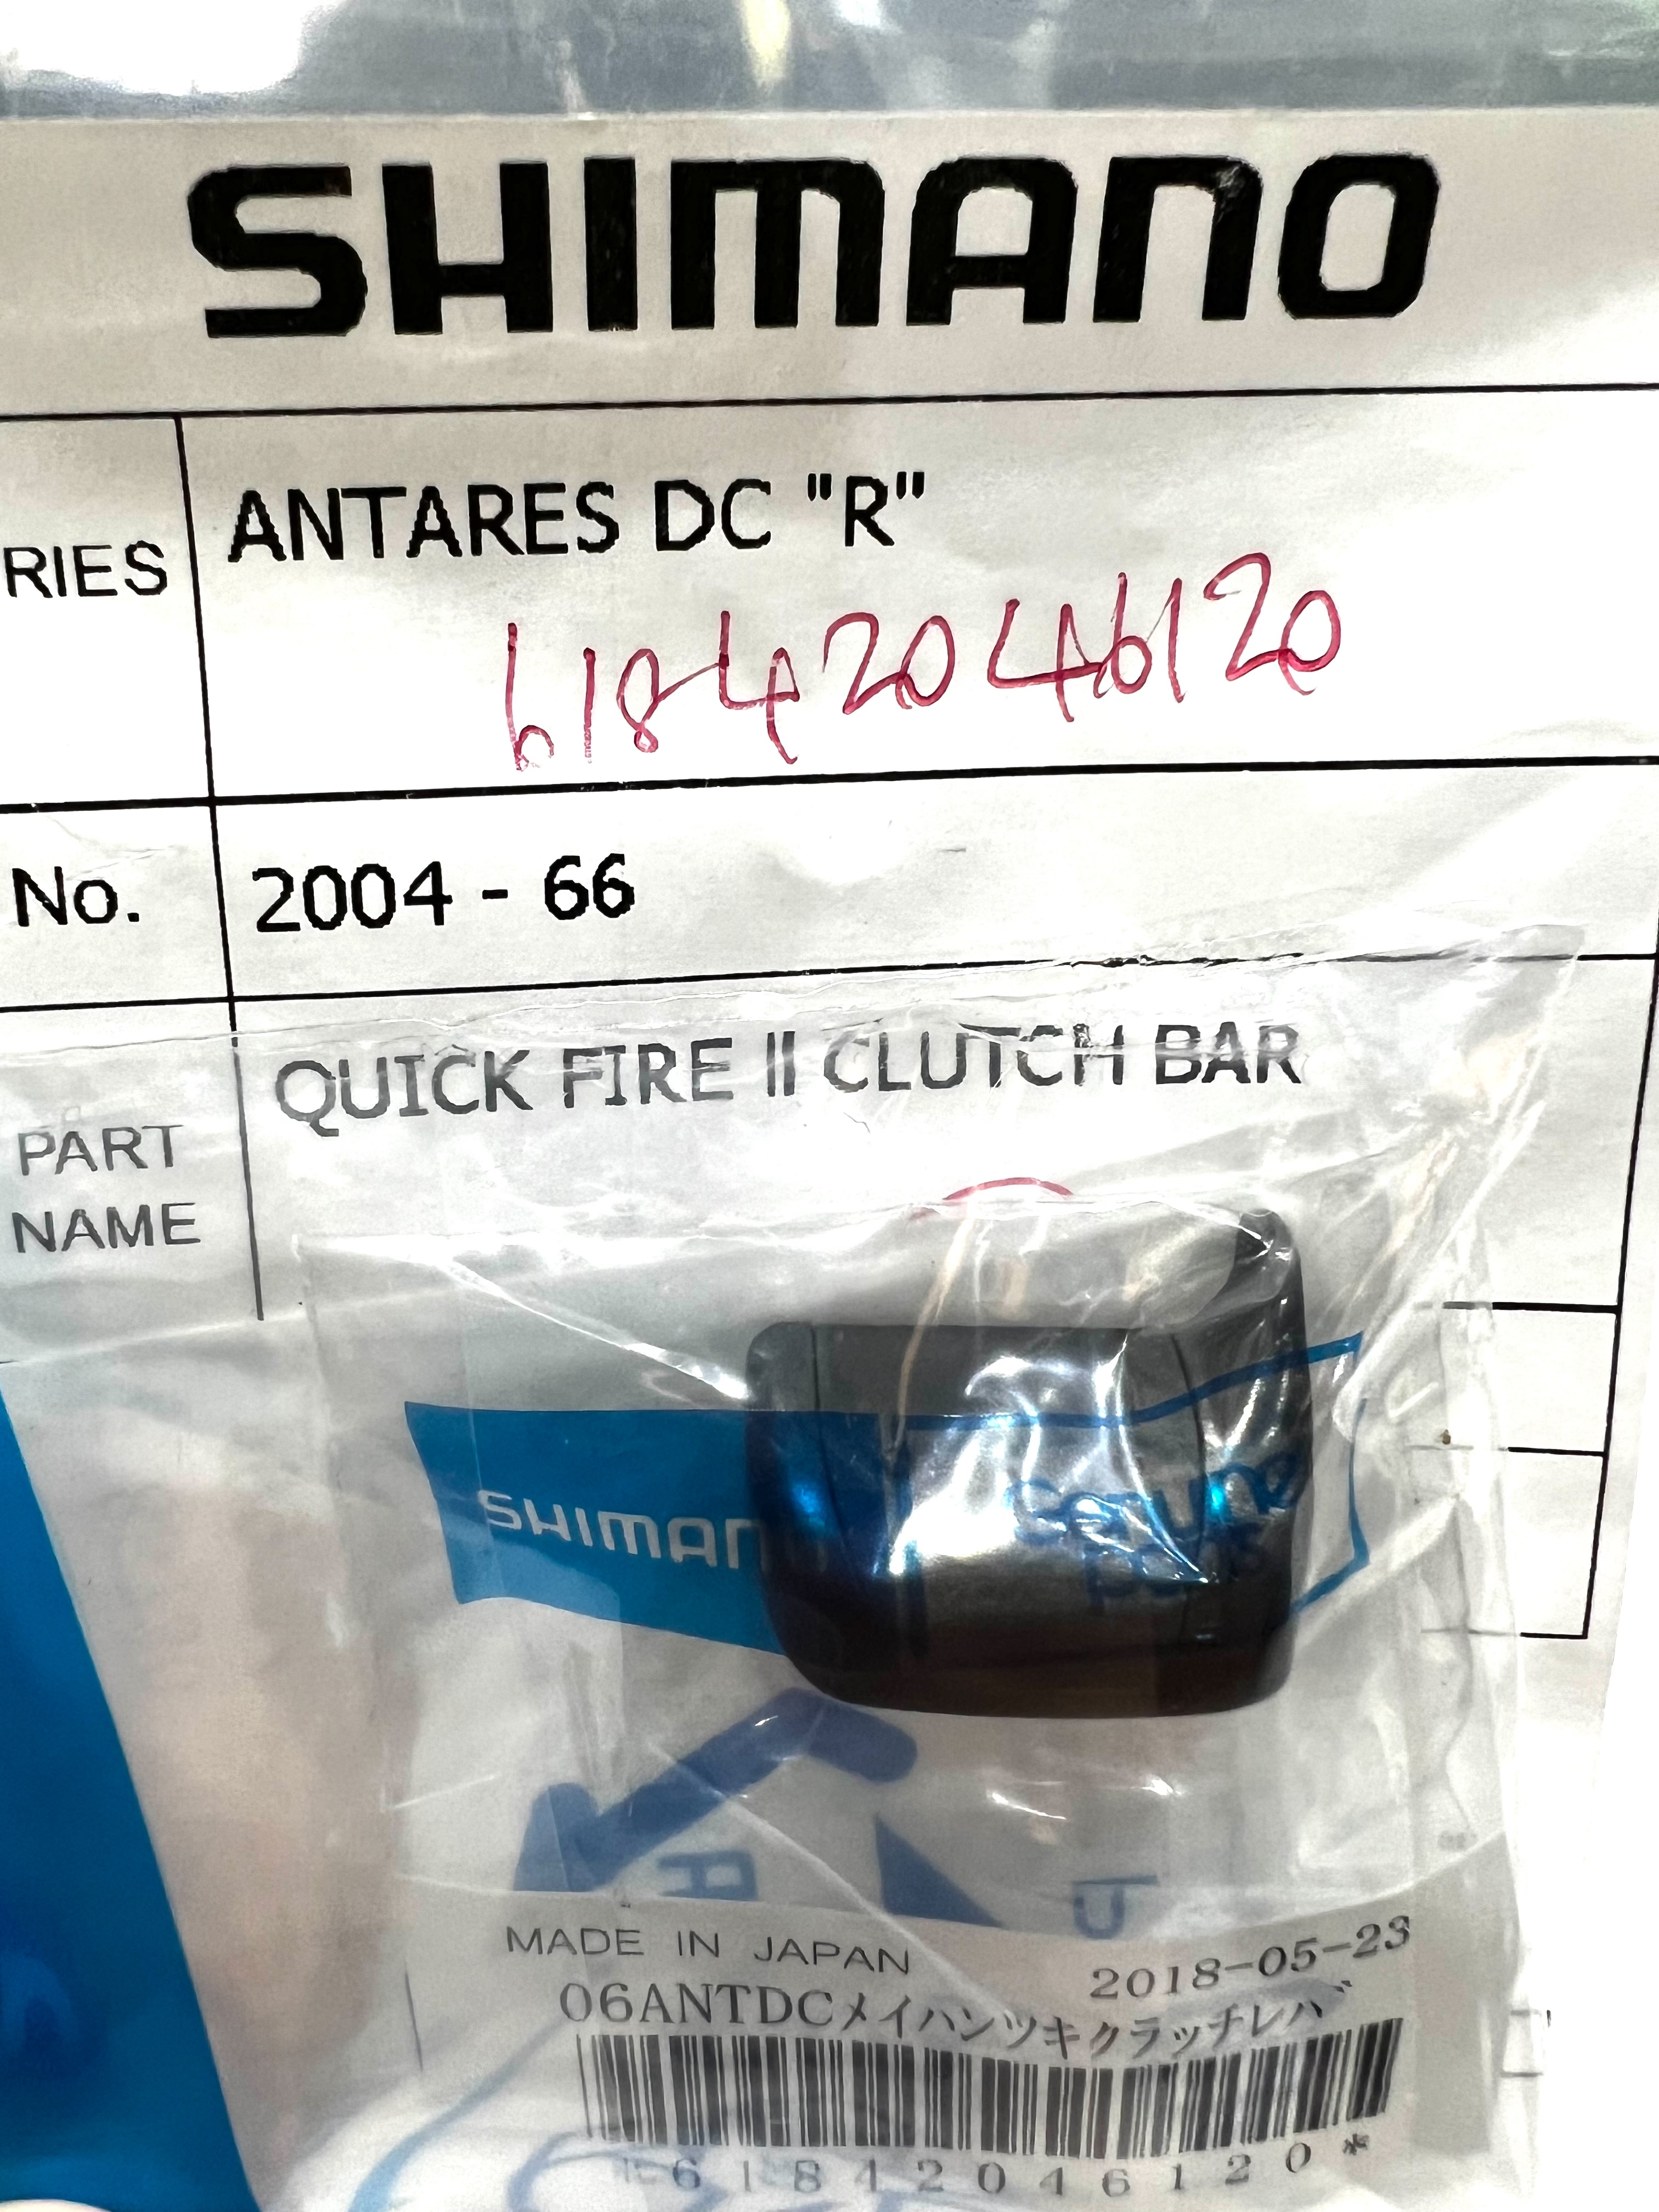 SHIMANO
RIES
ANTARES DC "R"
61842046120
No.
2004 - 66
PART
NAME
QUICK FIRE II CLUTCH BAR
SHIMAN
genuine
parts
MADE IN JAPAN
2018-05-23
06ANTDCメイハンツキクラッチレバ゛
*61842046120*